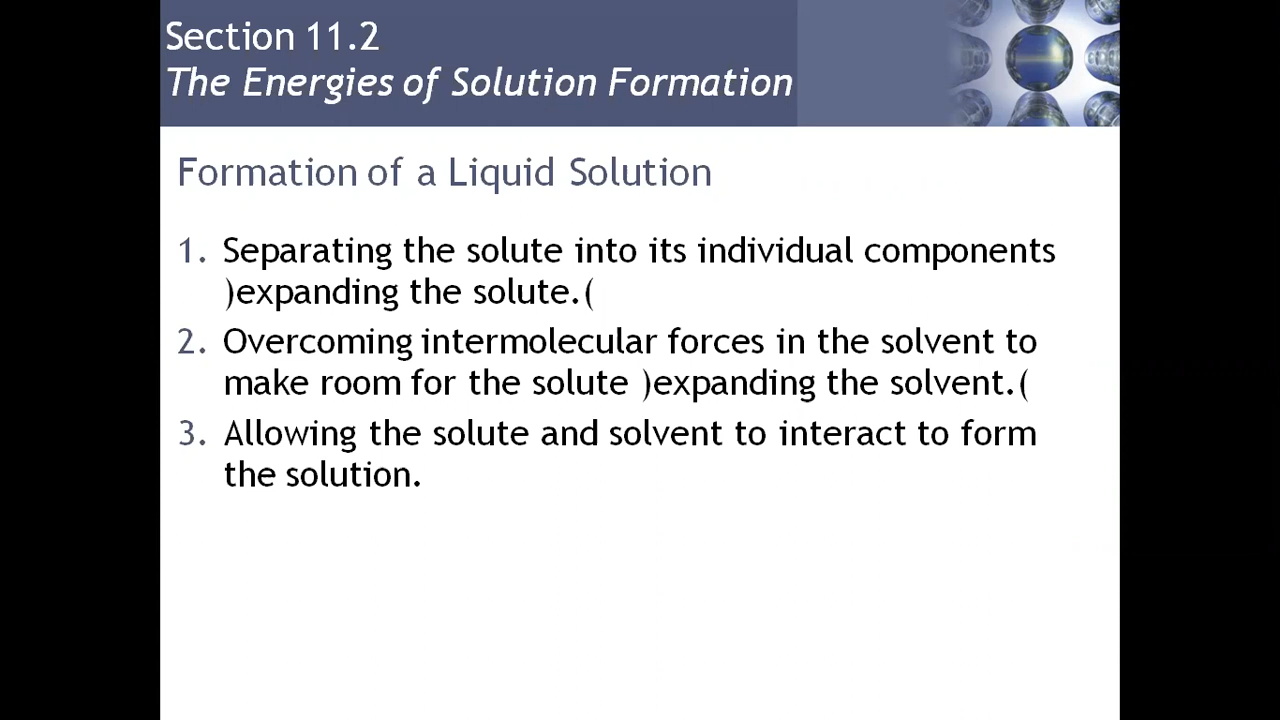 Section 11.2
The Energies of Solution Formation
Formation of a Liquid Solution
1. Separating the solute into its individual components
)expanding the solute.(
2. Overcoming intermolecular forces in the solvent to
make room for the solute )expanding the solvent.(
3. Allowing the solute and solvent to interact to form
the solution.